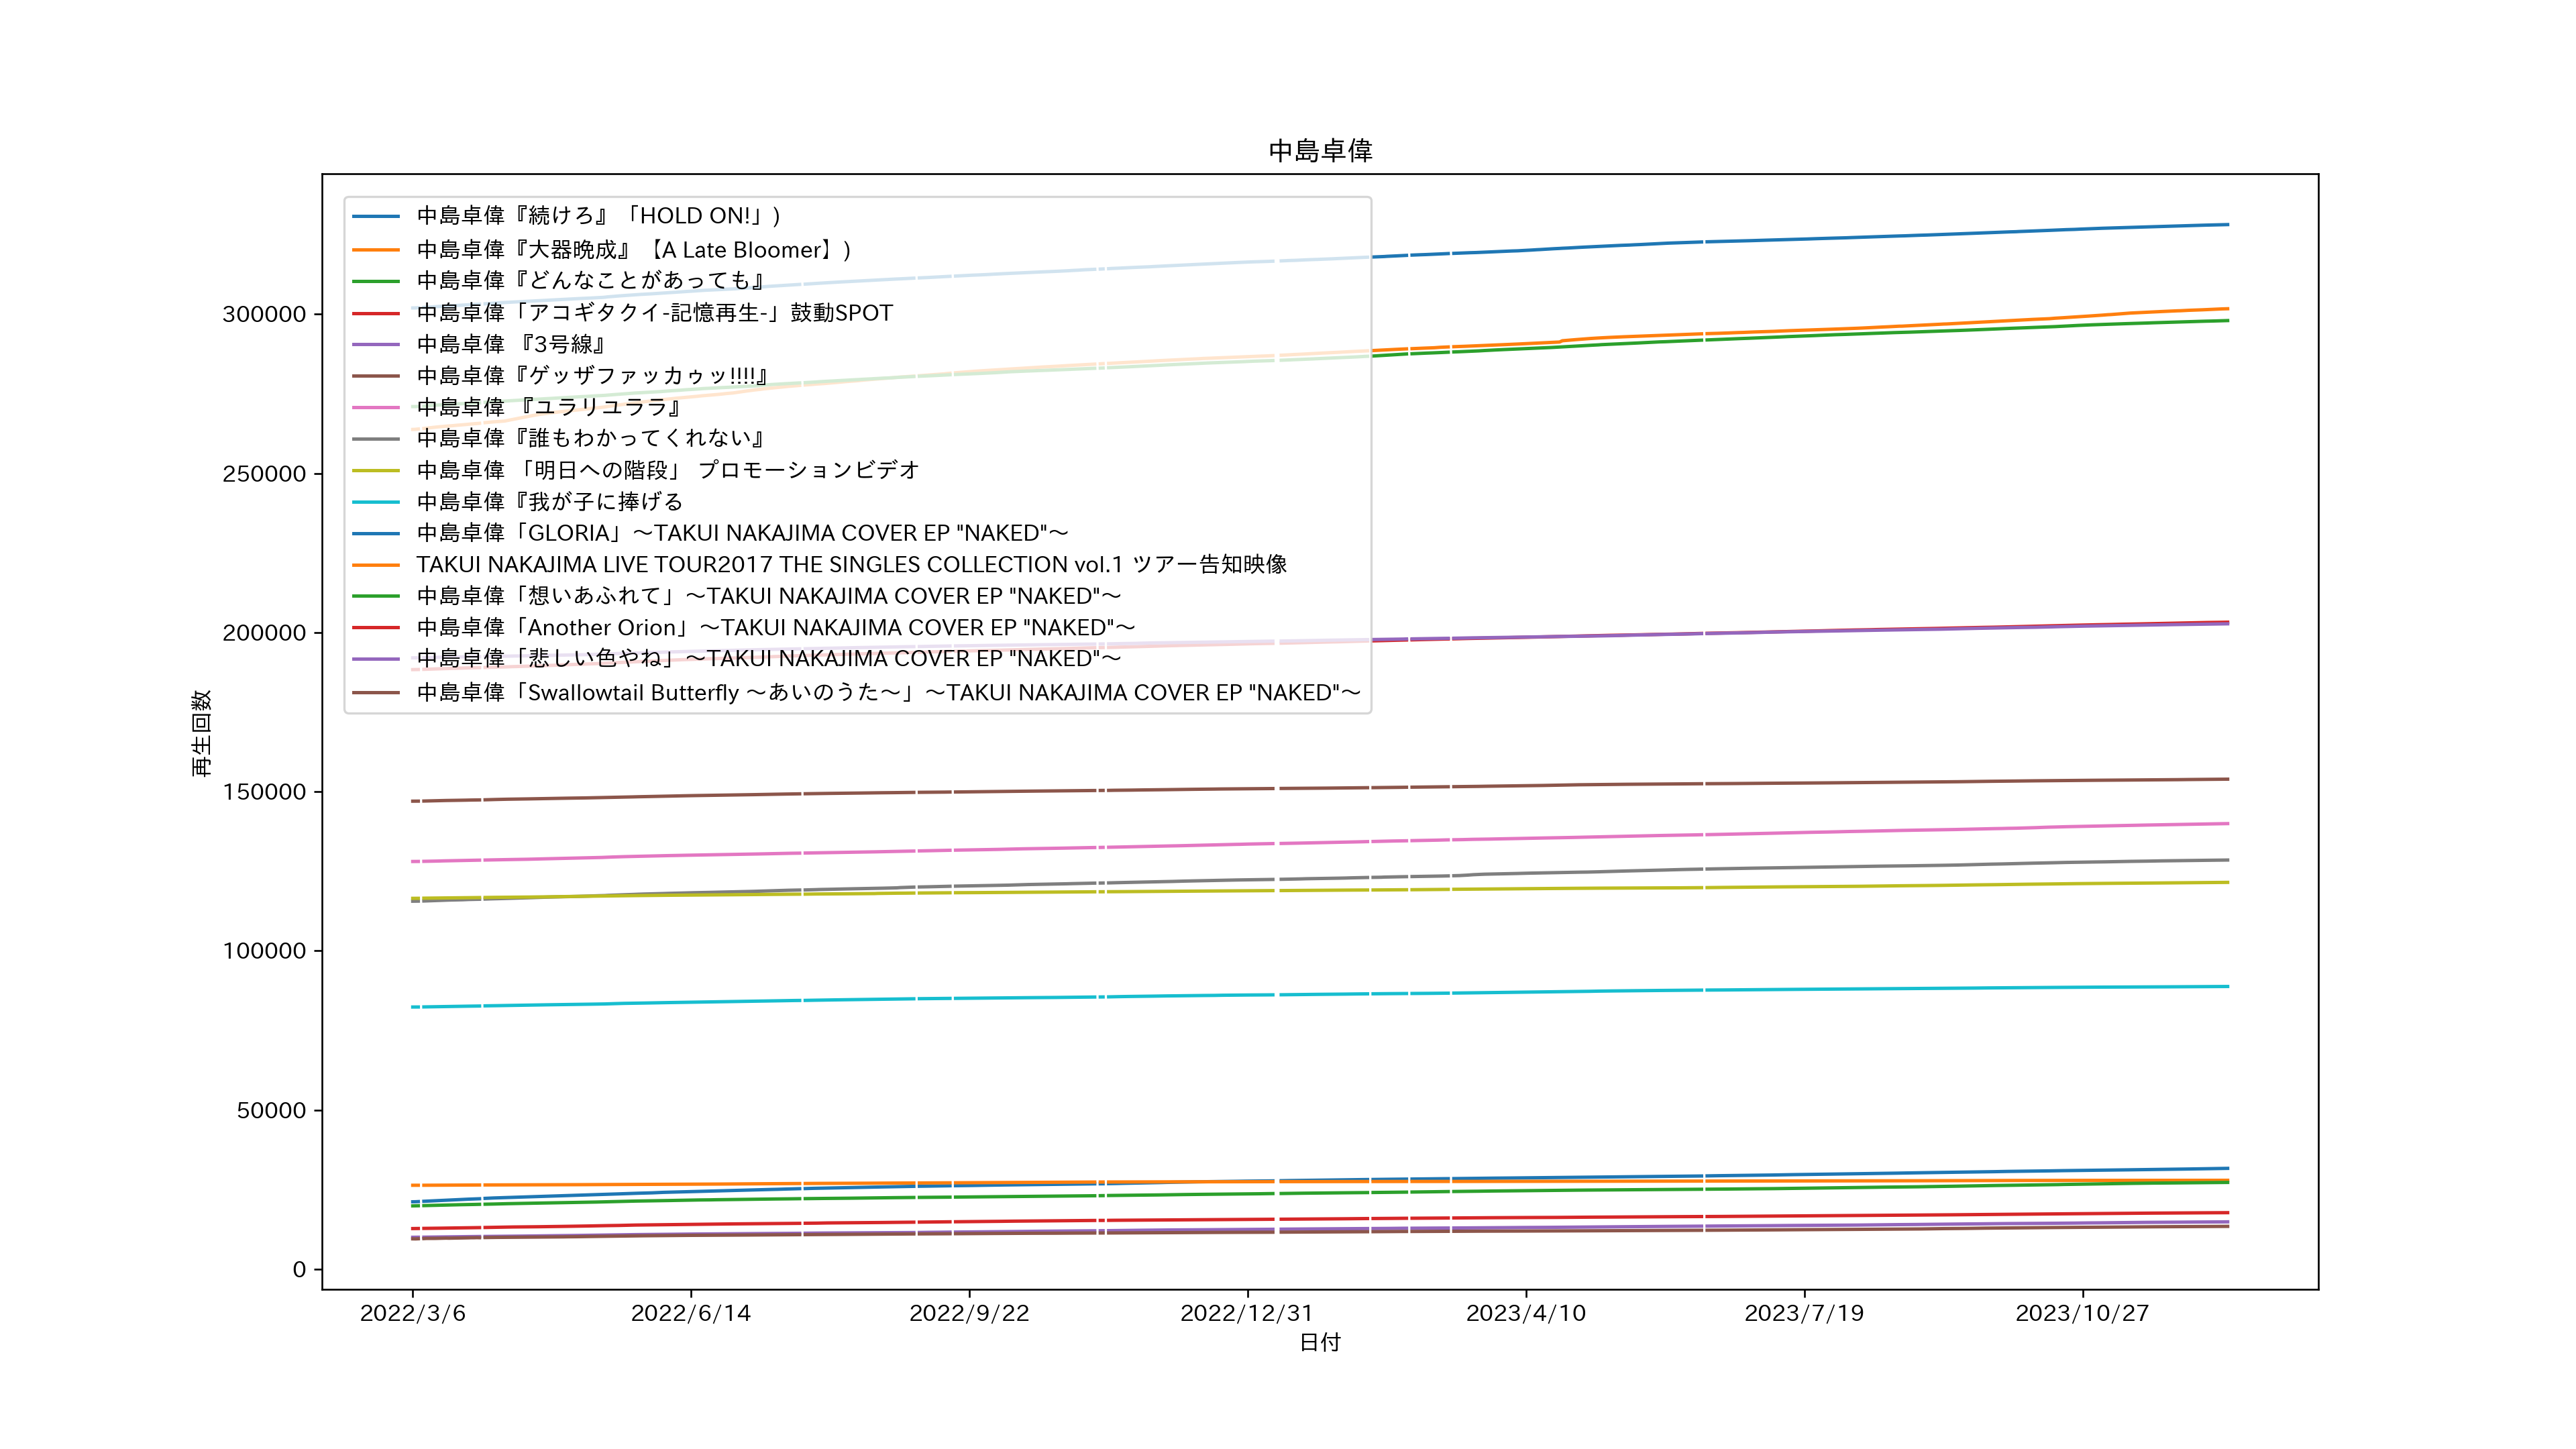 中島卓偉
中島卓偉『続けろ』「HOLD ON!」)
中島卓偉『大器晩成』【A Late Bloomer】)
中島卓偉『どんなことがあっても』
中島卓偉「アコギタクイ-記憶再生-」鼓動SPOT
中島卓偉 『3号線』
中島卓偉『ゲッザファッカゥッ!!!!』
中島卓偉 『ユラリユララ』
中島卓偉『誰もわかってくれない』
中島卓偉 「明日への階段」 プロモーションビデオ
中島卓偉『我が子に捧げる
中島卓偉「GLORIA」～TAKUI NAKAJIMA COVER EP "NAKED"～
TAKUI NAKAJIMA LIVE TOUR2017 THE SINGLES COLLECTION vol.1 ツアー告知映像
中島卓偉「想いあふれて」～TAKUI NAKAJIMA COVER EP "NAKED"～
中島卓偉「Another Orion」～TAKUI NAKAJIMA COVER EP "NAKED"～
中島卓偉「悲しい色やね」～TAKUI NAKAJIMA COVER EP "NAKED"～
中島卓偉「Swallowtail Butterfly ～あいのうた～」～TAKUI NAKAJIMA COVER EP "NAKED"～
再生回数
300000
250000
200000
150000
100000
50000
0
2022/3/6
2022/6/14
2022/9/22
2022/12/31
2023/4/10
2023/7/19
2023/10/27
日付